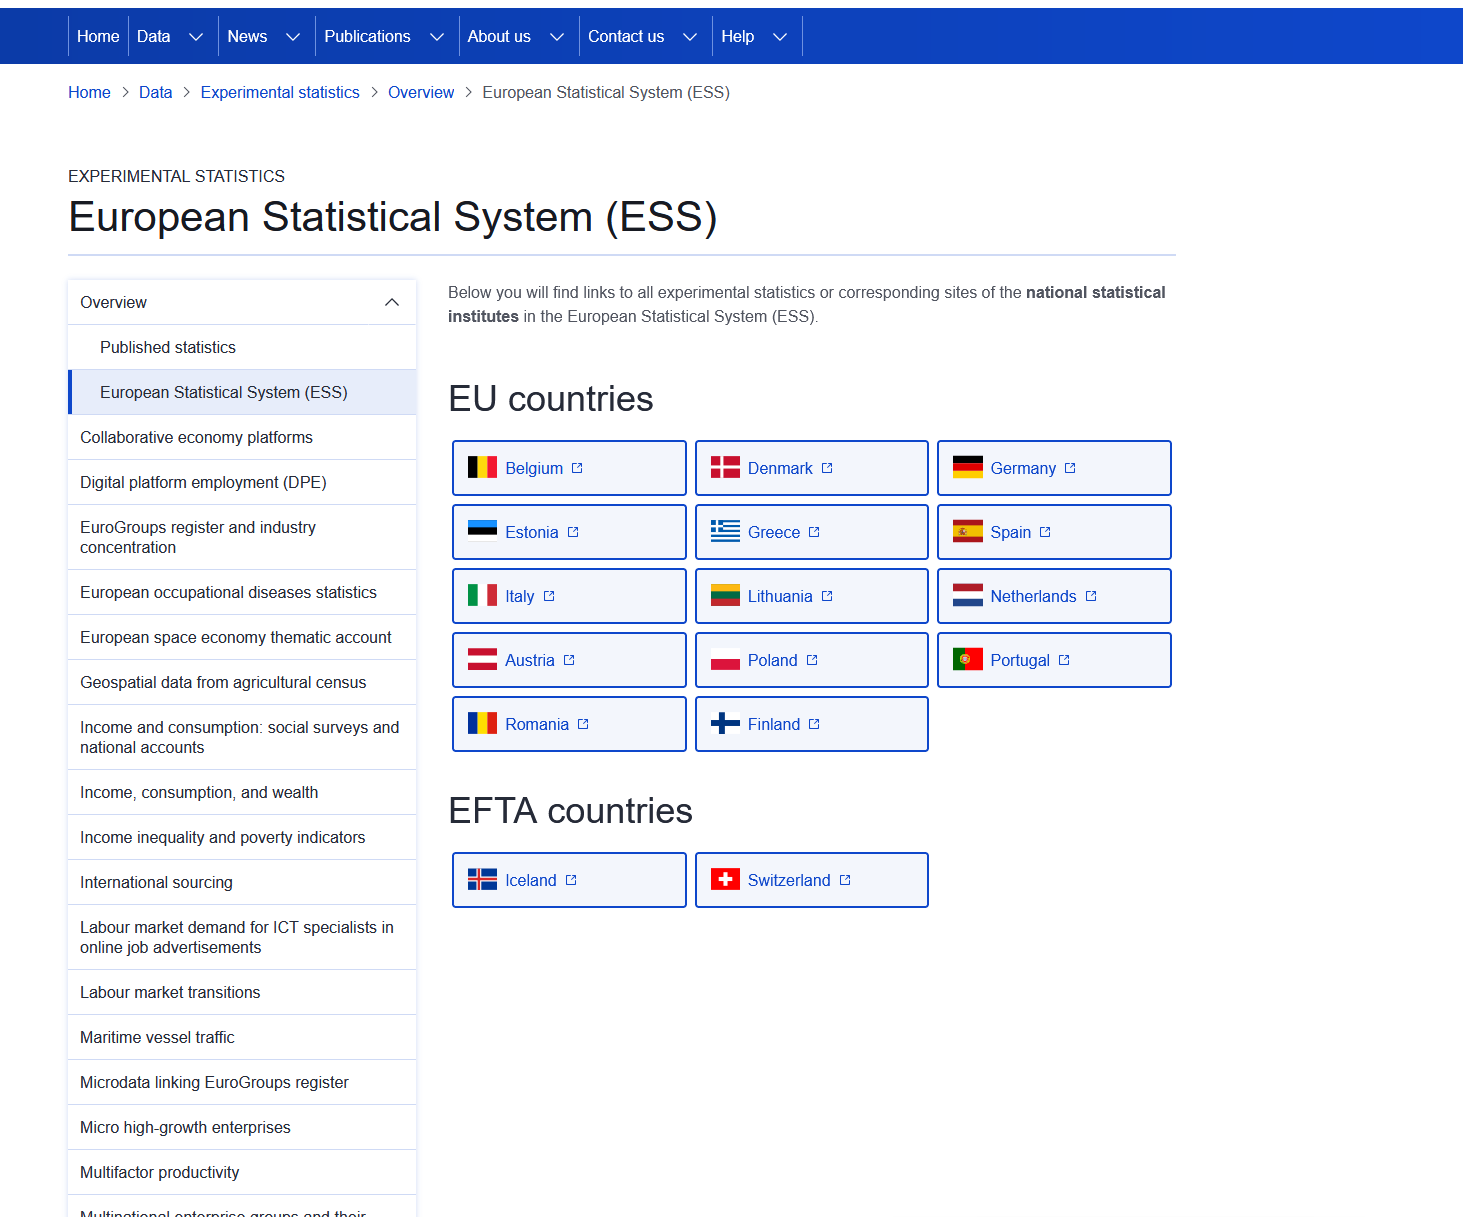 Home Data News Publications About us Contact us Help
Home > Data > Experimental statistics > Overview > European Statistical System (ESS)
EXPERIMENTAL STATISTICS
European Statistical System (ESS)
Overview
Published statistics
European Statistical System (ESS)
Collaborative economy platforms
Digital platform employment (DPE)
EuroGroups register and industry
concentration
European occupational diseases statistics
European space economy thematic account
Geospatial data from agricultural census
Income and consumption: social surveys and
national accounts
Income, consumption, and wealth
Income inequality and poverty indicators
International sourcing
Labour market demand for ICT specialists in
online job advertisements
Labour market transitions
Maritime vessel traffic
Microdata linking EuroGroups register
Micro high-growth enterprises
Multifactor productivity
Multinational enterprise groups and their
Below you will find links to all experimental statistics or corresponding sites of the national statistical
institutes in the European Statistical System (ESS).
EU countries
Belgium Denmark Germany
Estonia Greece Spain
Italy Lithuania Netherlands
Austria Poland Portugal
Romania Finland
EFTA countries
Iceland Switzerland